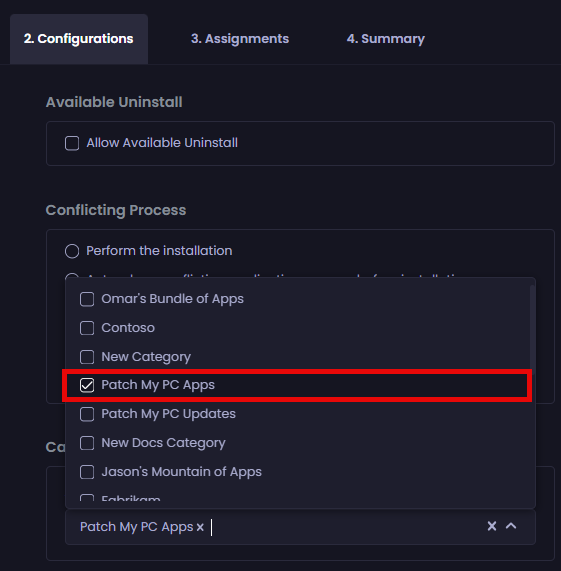 2. Configurations 3. Assignments 4. Summary
Available Uninstall
Allow Available Uninstall
Conflicting Process
Perform the installation
Omar's Bundle of Apps
Contoso
New Category
Patch My PC Apps
Patch My PC Updates
New Docs Category
Jason's Mountain of Apps
Fabrikam
Ca
Patch My PC Apps x